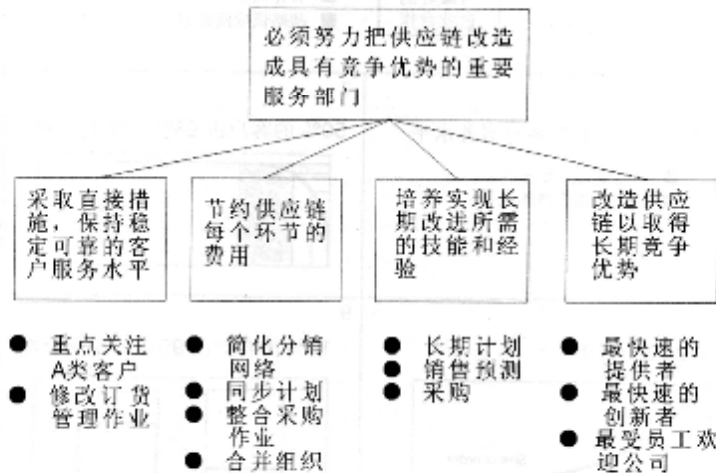 必须努力把供应链改造
成具有竞争优势的重要
服务部门
采取直接措
施，保持稳
定可靠的客
户服务水平
节约供应链
每个环节的
费用
培养实现长
期改进所需
的技能和经
验
改造供应
链以取得
长期竞争
优势
● 重点关注
A类客户
● 修改订货
管理作业
● 简化分销
网络
● 同步计划
● 整合采购
作业
● 合并组织
● 长期计划
● 销售预测
● 采购
● 最快速的
提供者
● 最快速的
创新者
● 最受员工欢
迎公司